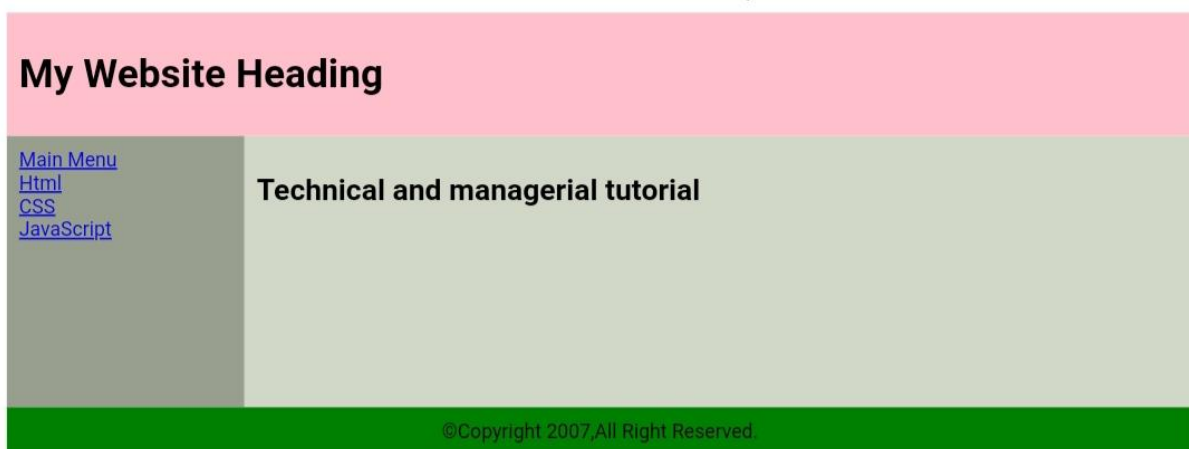 My Website Heading
Main Menu
Html
CSS
JavaScript
Technical and managerial tutorial
©Copyright 2007,All Right Reserved.